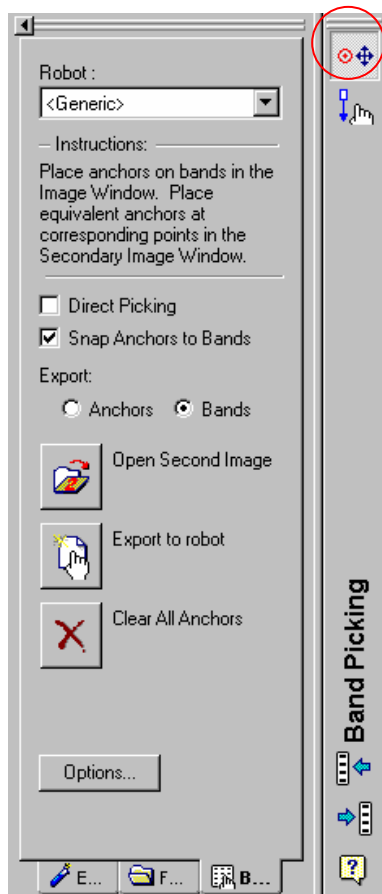 Robot :
<Generic>
Instructions:
Place anchors on bands in the
Image Window. Place
equivalent anchors at
corresponding points in the
Secondary Image Window.
Direct Picking
Snap Anchors to Bands
Export:
Anchors Bands
Open Second Image
Export to robot
Clear All Anchors
Options...
E... F... B...
Band Picking